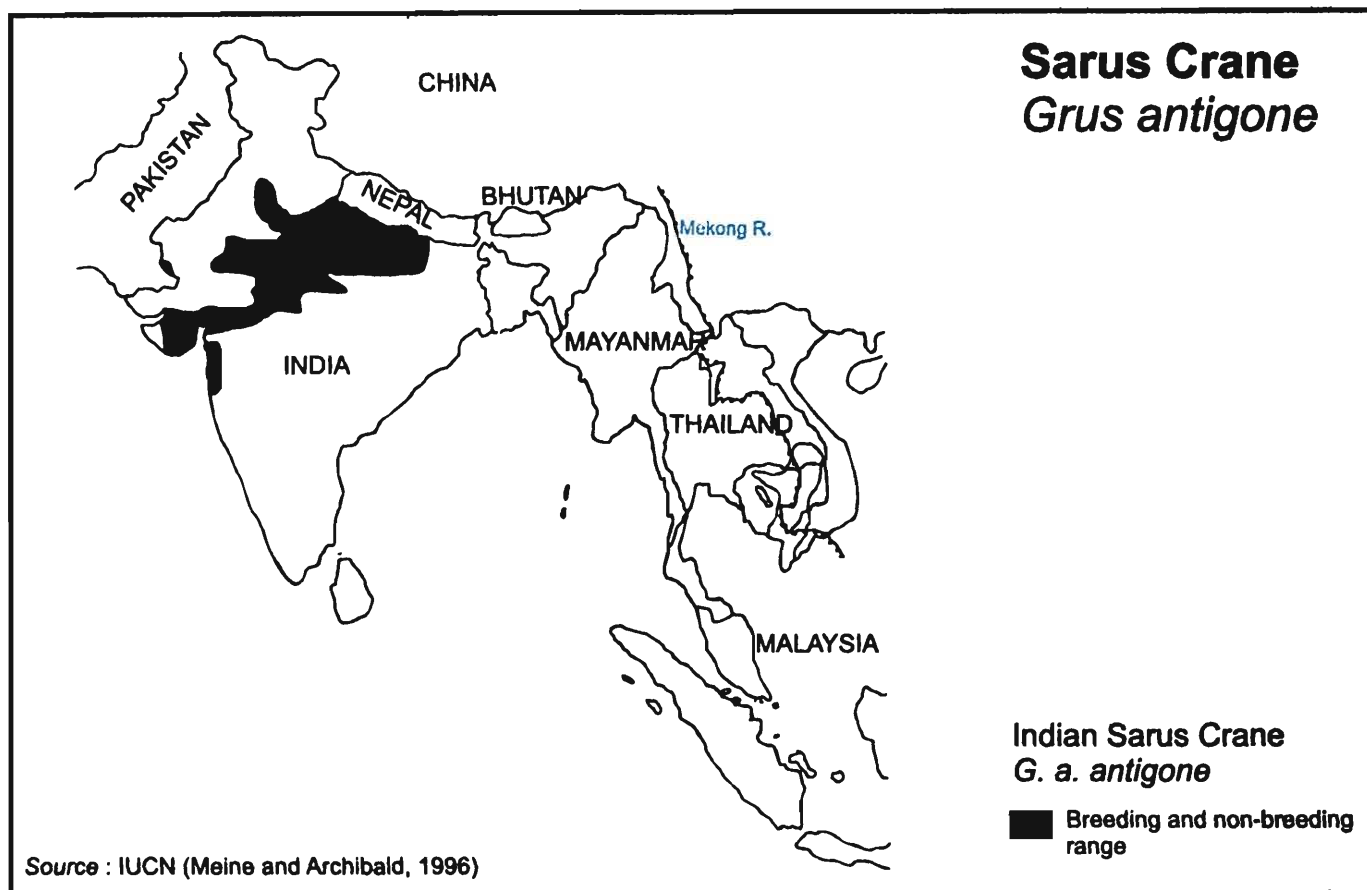 Sarus Crane
Grus antigone
CHINA
PAKISTAN
NEPAL
BHUTAN
Mekong R.
INDIA
MAYANMAR
THAILAND
MALAYSIA
Indian Sarus Crane
G. a. antigone
Breeding and non-breeding
range
Source : IUCN (Meine and Archibald, 1996)